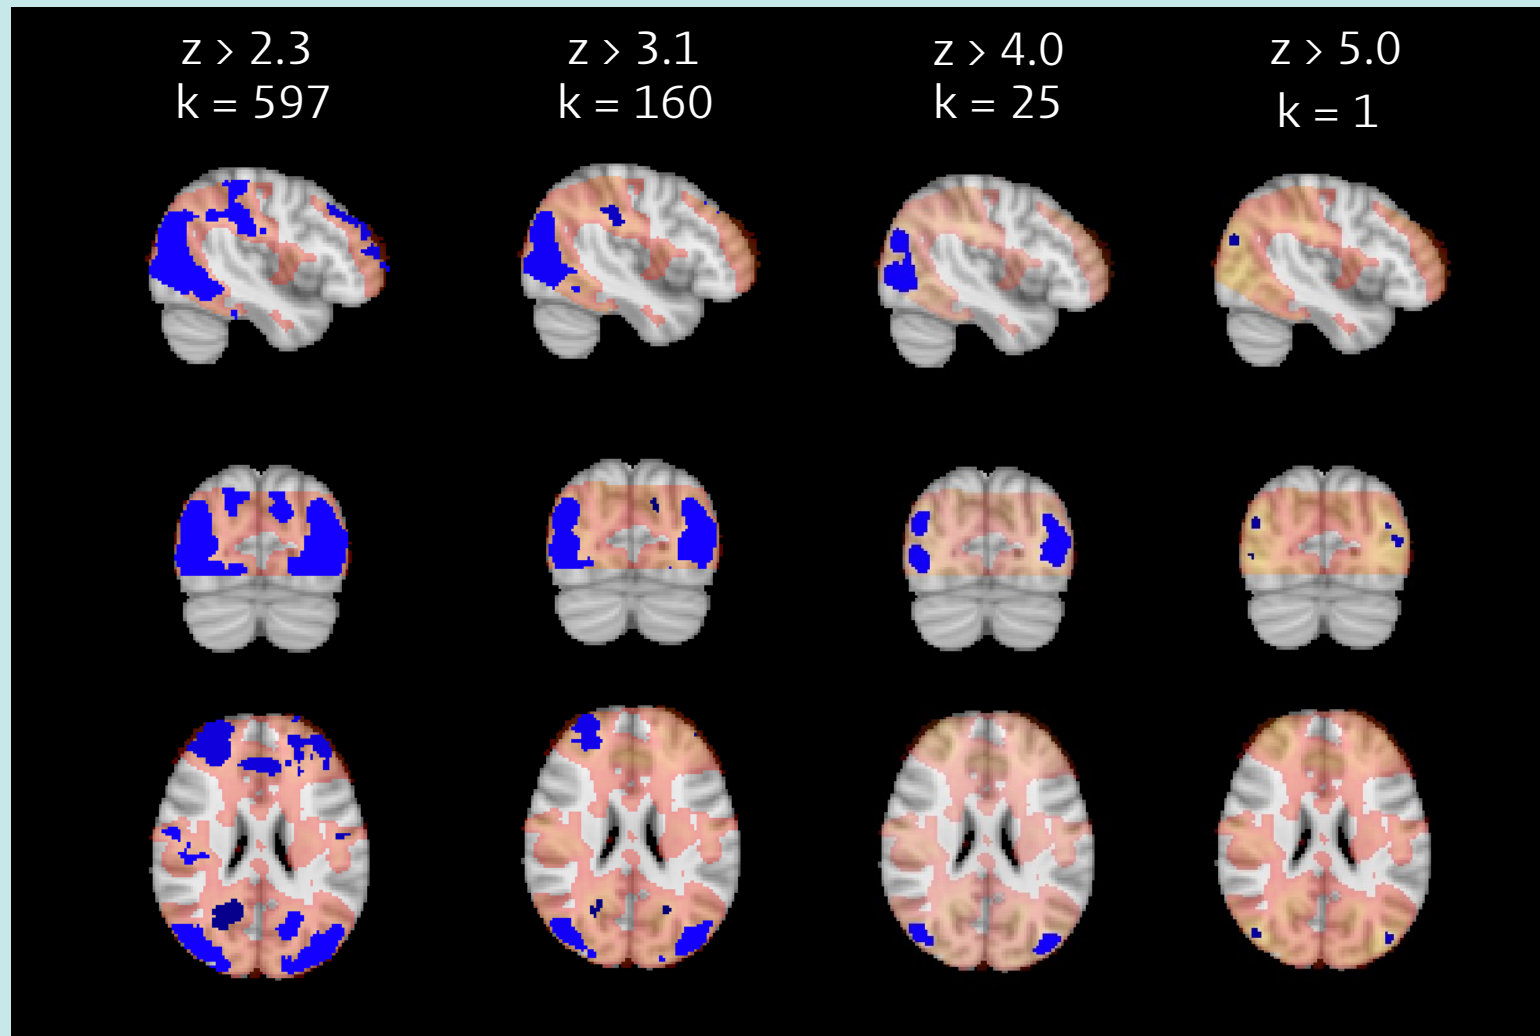 z > 2.3
k = 597
z > 3.1
k = 160
z > 4.0
k = 25
z > 5.0
k = 1